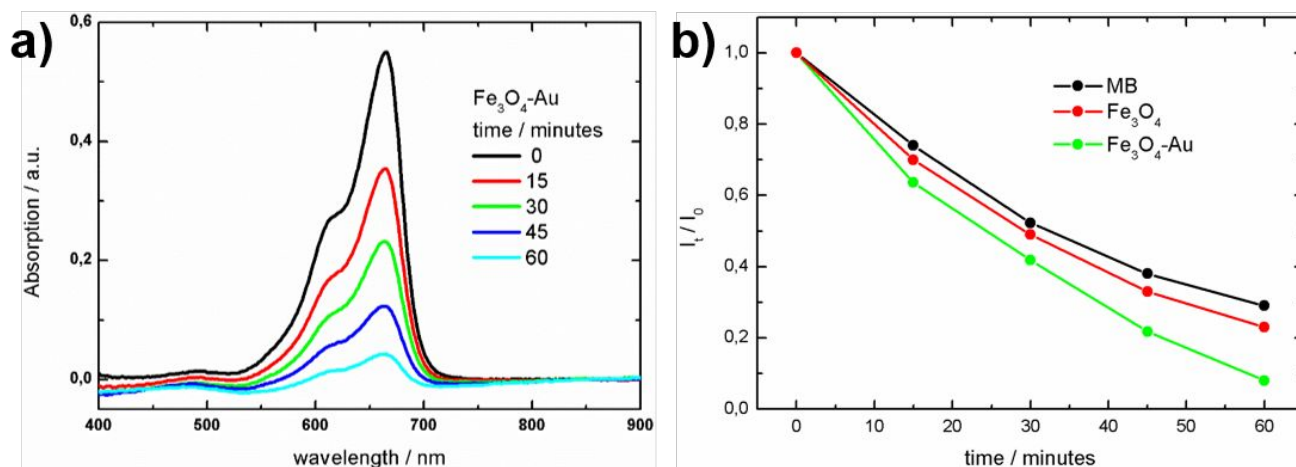 a)
0,6
0,4
0,2
0,0
Absorption / a.u.
Fe₃O₄-Au
time / minutes
0
15
30
45
60
400 500 600 700 800 900
wavelength / nm
b)
1,0
0,8
0,6
0,4
0,2
0,0
Iₜ / I₀
MB
Fe₃O₄
Fe₃O₄-Au
0 10 20 30 40 50 60
time / minutes